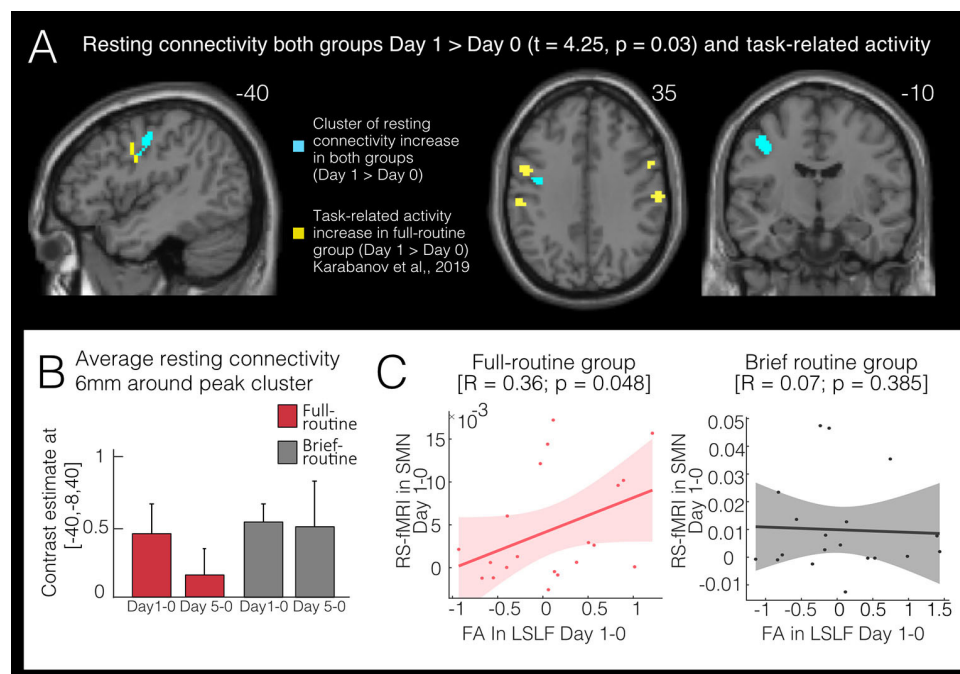 A
Resting connectivity both groups Day 1 > Day 0 (t = 4.25, p = 0.03) and task-related activity
-40
35
-10
Cluster of resting
connectivity increase
in both groups
(Day 1 > Day 0)
Task-related activity
increase in full-routine
group (Day 1 > Day 0)
Karabanov et al,, 2019
B
Average resting connectivity
6mm around peak cluster
Full-
routine
Brief-
routine
Contrast estimate at
[-40,-8,40]
1
0.5
0
Day1-0
Day 5-0
Day1-0
Day 5-0
C
Full-routine group
[R = 0.36; p = 0.048]
× 10-3
RS-fMRI in SMN
Day 1-0
15
10
5
0
-1
-0.5
0
0.5
1
FA In LSLF Day 1-0
Brief routine group
[R = 0.07; p = 0.385]
RS-fMRI in SMN
Day 1-0
0.05
0.04
0.03
0.02
0.01
0
-0.01
-1
-0.5
0
0.5
1
1.5
FA in LSLF Day 1-0